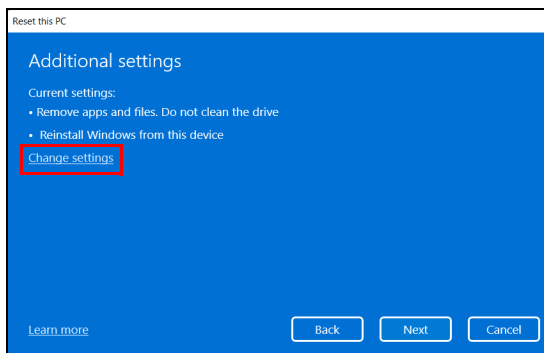 Reset this PC
Additional settings
Current settings:
• Remove apps and files. Do not clean the drive
• Reinstall Windows from this device
Change settings
Learn more
Back
Next
Cancel